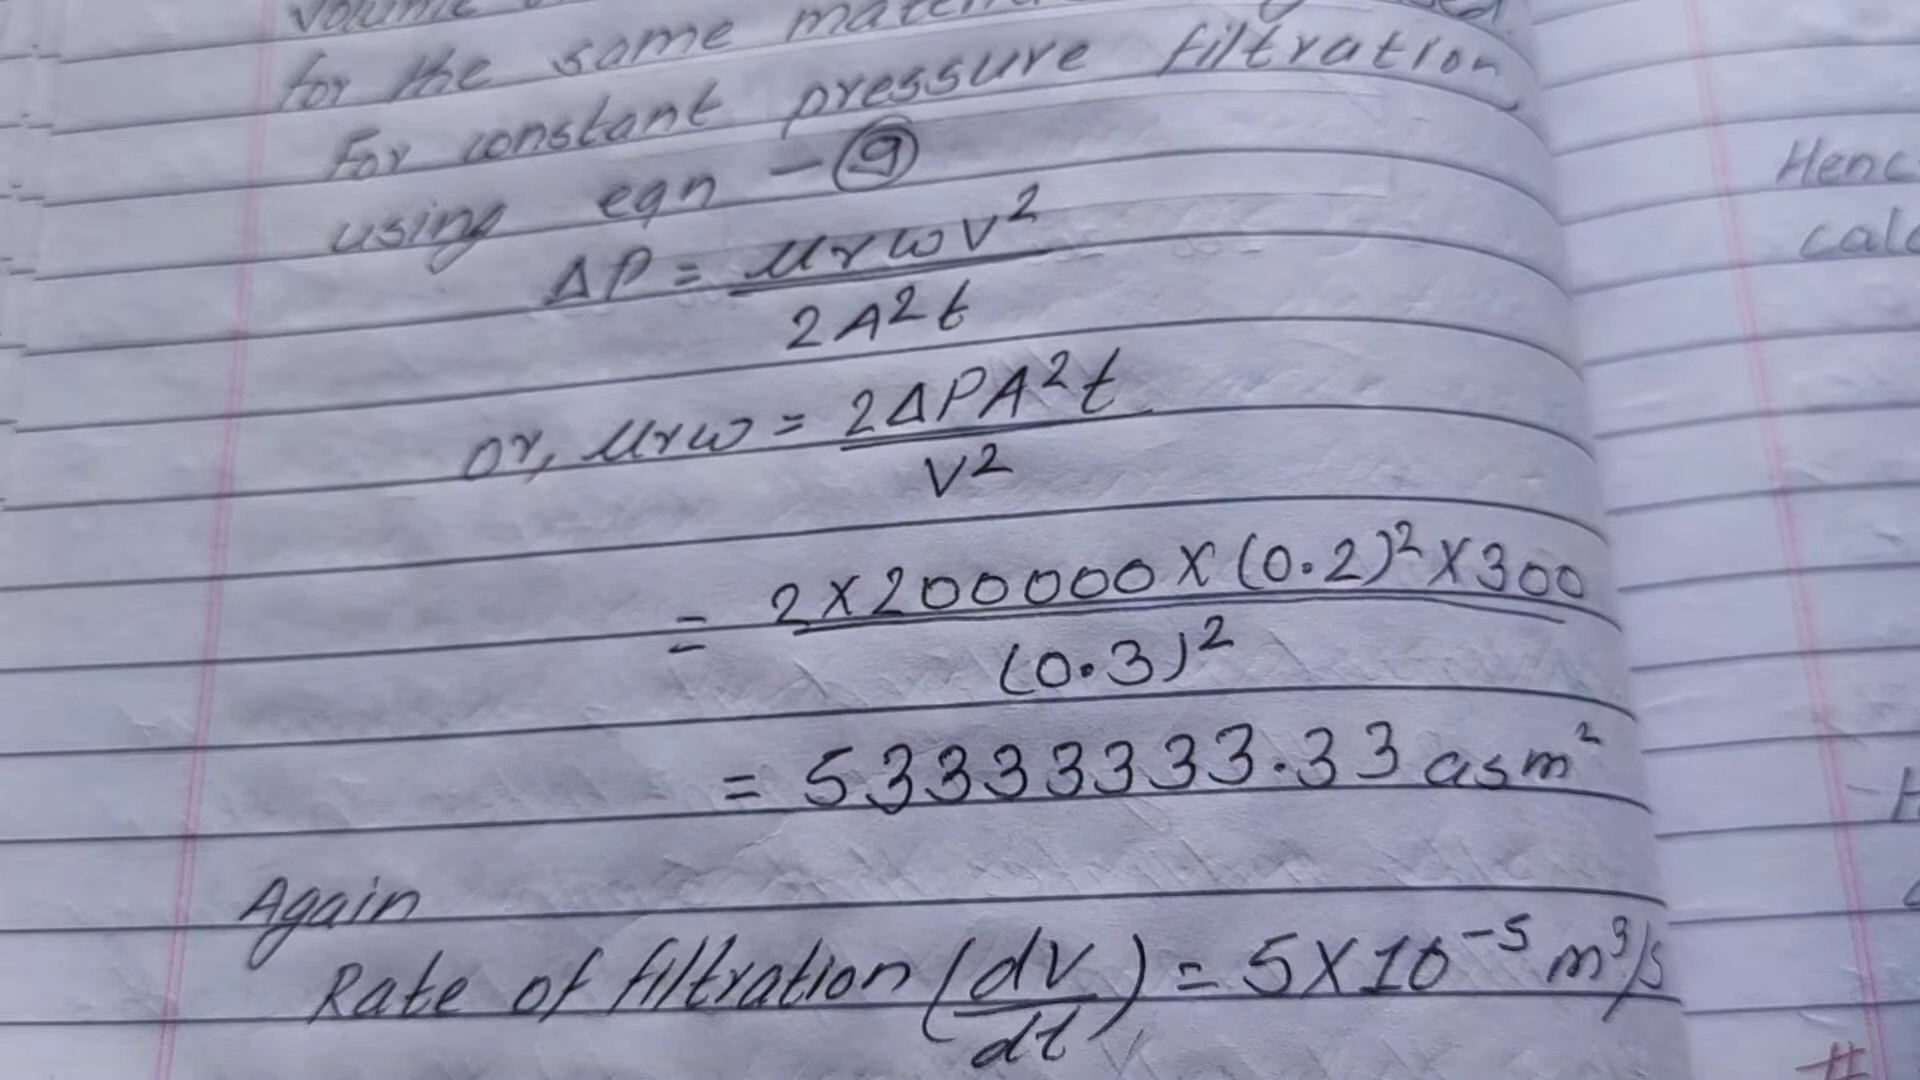 for the same
For constant pressure filtration,
using eqn - ⑨
ΔP = μrωv²
2A²t
or, μrω = 2ΔPA²t
V²
= 2×200000×(0.2)²×300
(0.3)²
= 53333333.33 asm²
Again
Rate of filtration (dv/dt) = 5×10⁻⁵ m³/s
Henc
calc